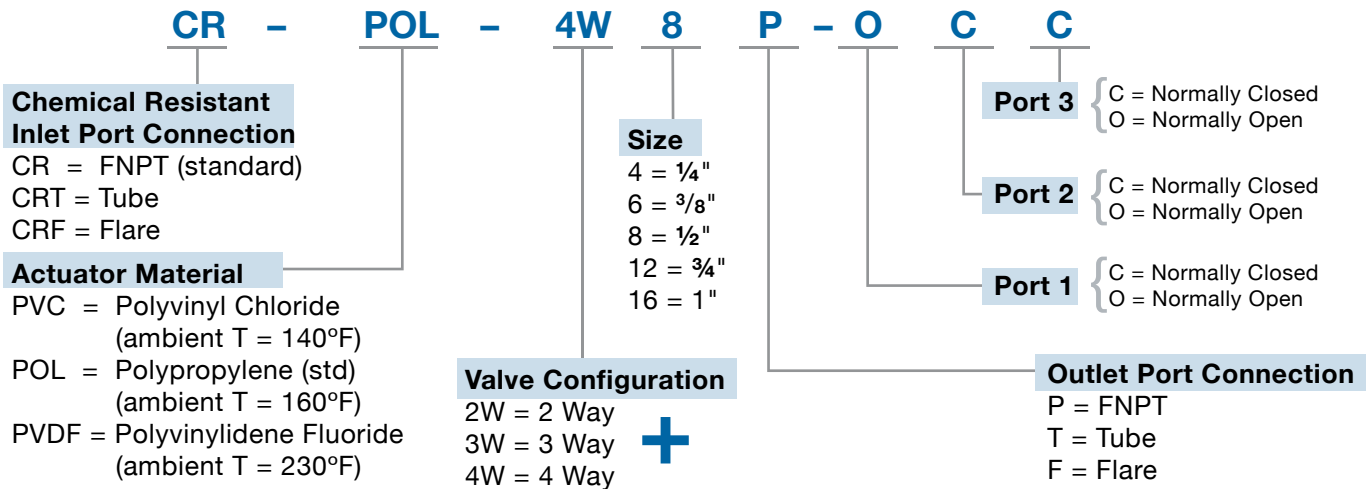 CR – POL – 4W 8 P – O C C
Chemical Resistant
Inlet Port Connection
CR = FNPT (standard)
CRT = Tube
CRF = Flare
Actuator Material
PVC = Polyvinyl Chloride
(ambient T = 140ºF)
POL = Polypropylene (std)
(ambient T = 160ºF)
PVDF = Polyvinylidene Fluoride
(ambient T = 230ºF)
Valve Configuration
2W = 2 Way
3W = 3 Way
4W = 4 Way
+
Size
4 = ¼"
6 = 3/8"
8 = ½"
12 = ¾"
16 = 1"
Port 3
C = Normally Closed
O = Normally Open
Port 2
C = Normally Closed
O = Normally Open
Port 1
C = Normally Closed
O = Normally Open
Outlet Port Connection
P = FNPT
T = Tube
F = Flare